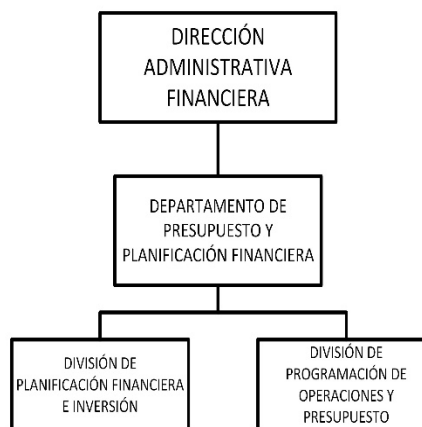 DIRECCIÓN
ADMINISTRATIVA
FINANCIERA
DEPARTAMENTO DE
PRESUPUESTO Y
PLANIFICACIÓN FINANCIERA
DIVISIÓN DE
PLANIFICACIÓN FINANCIERA
E INVERSIÓN
DIVISIÓN DE
PROGRAMACIÓN DE
OPERACIONES Y
PRESUPUESTO